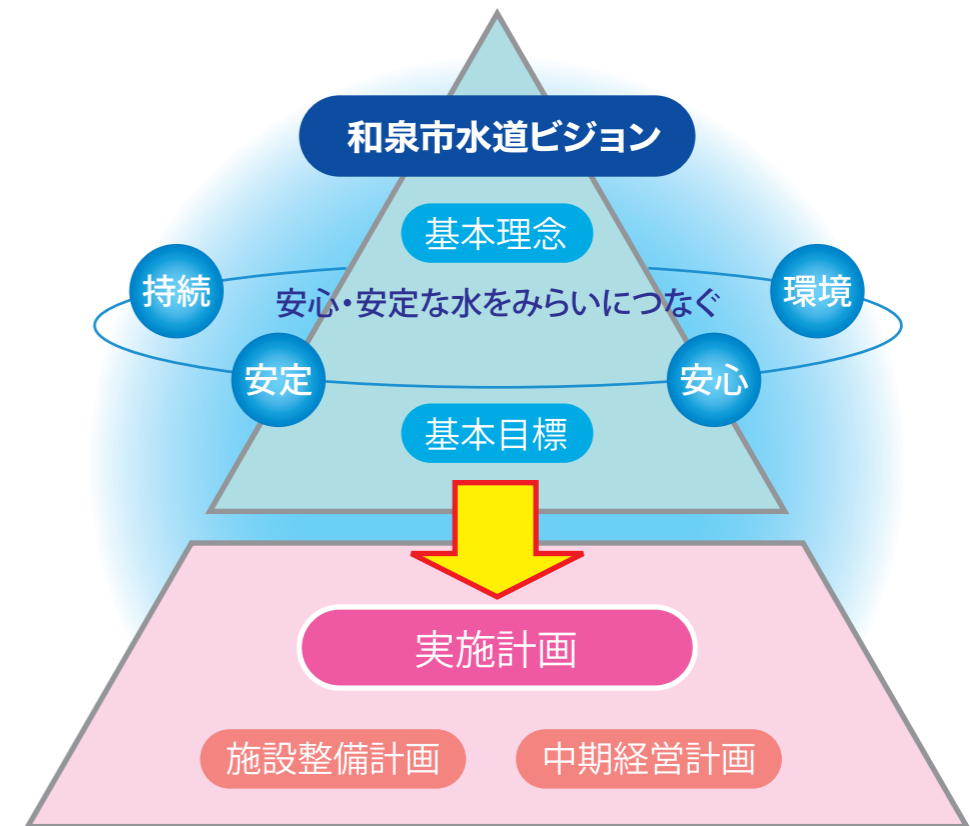 和泉市水道ビジョン
基本理念
持続
環境
安心・安定な水をみらいにつなぐ
安定
安心
基本目標
実施計画
施設整備計画
中期経営計画